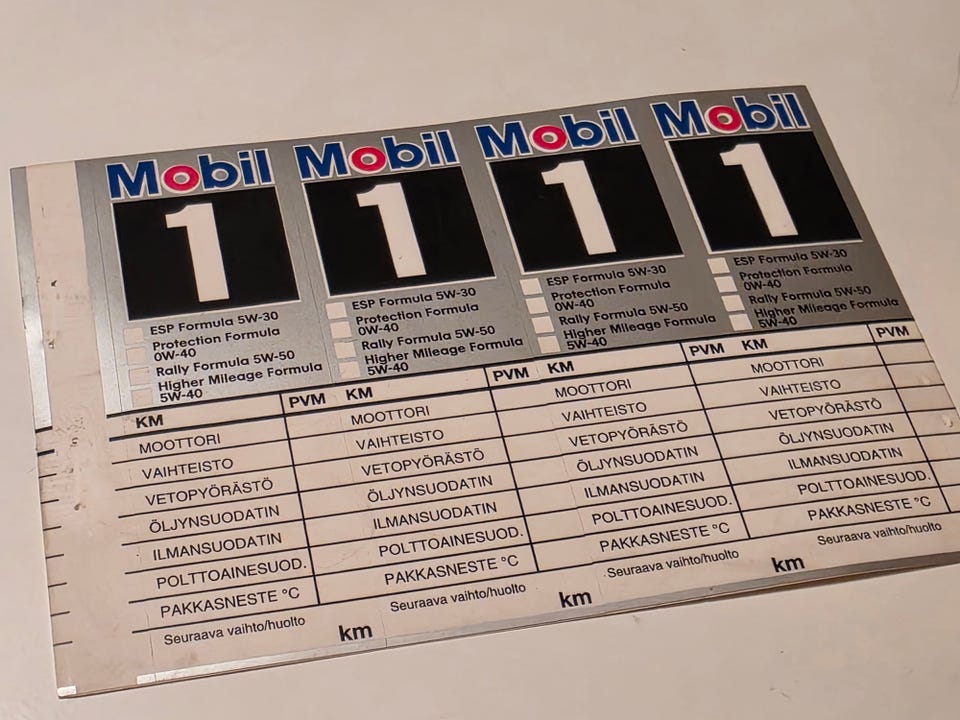 Mobil
1
ESP Formula 5W-30
Protection Formula
0W-40
Rally Formula 5W-50
Higher Mileage Formula
5W-40
KM
PVM
MOOTTORI
VAIHTEISTO
VETOPYÖRÄSTÖ
ÖLJYNSUODATIN
ILMANSUODATIN
POLTTOAINESUOD.
PAKKASNESTE °C
Seuraava vaihto/huolto
km
Mobil
1
ESP Formula 5W-30
Protection Formula
0W-40
Rally Formula 5W-50
Higher Mileage Formula
5W-40
KM
PVM
MOOTTORI
VAIHTEISTO
VETOPYÖRÄSTÖ
ÖLJYNSUODATIN
ILMANSUODATIN
POLTTOAINESUOD.
PAKKASNESTE °C
Seuraava vaihto/huolto
km
Mobil
1
ESP Formula 5W-30
Protection Formula
0W-40
Rally Formula 5W-50
Higher Mileage Formula
5W-40
KM
PVM
MOOTTORI
VAIHTEISTO
VETOPYÖRÄSTÖ
ÖLJYNSUODATIN
ILMANSUODATIN
POLTTOAINESUOD.
PAKKASNESTE °C
Seuraava vaihto/huolto
km
Mobil
1
ESP Formula 5W-30
Protection Formula
0W-40
Rally Formula 5W-50
Higher Mileage Formula
5W-40
KM
PVM
MOOTTORI
VAIHTEISTO
VETOPYÖRÄSTÖ
ÖLJYNSUODATIN
ILMANSUODATIN
POLTTOAINESUOD.
PAKKASNESTE °C
Seuraava vaihto/huolto